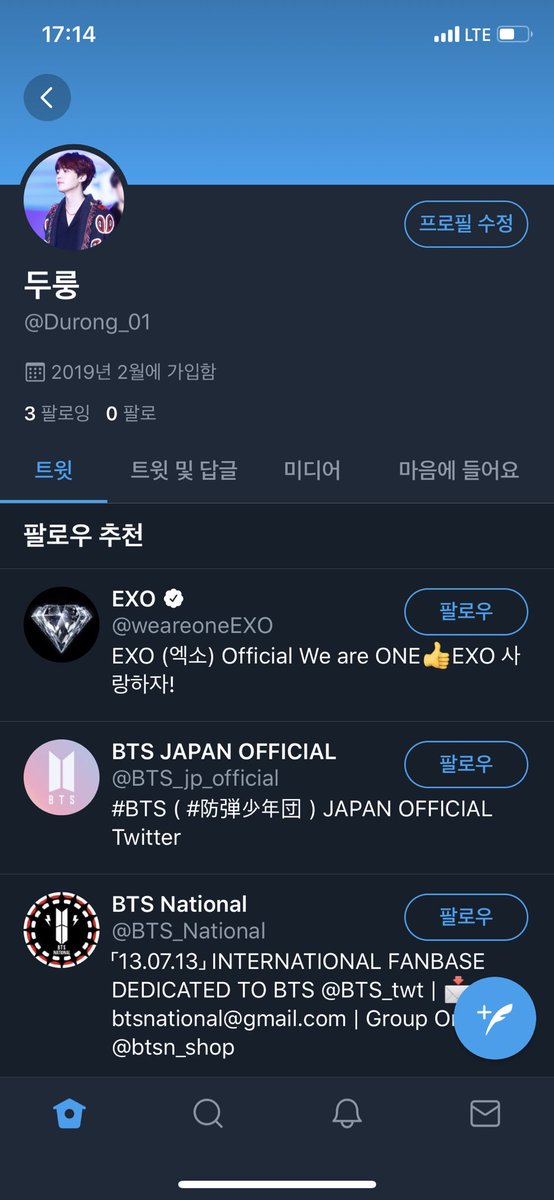 17:14
LTE
프로필 수정
두룽
@Durong_01
2019년 2월에 가입함
3 팔로잉 0 팔로
트윗 트윗 및 답글 미디어 마음에 들어요
팔로우 추천
EXO
팔로우
@weareoneEXO
EXO (엑소) Official We are ONE👍EXO 사
랑하자!
BTS JAPAN OFFICIAL
팔로우
@BTS_jp_official
BTS
#BTS ( #防弾少年団 ) JAPAN OFFICIAL
Twitter
BTS National
팔로우
@BTS_National
BTS
NATIONAL
「13.07.13」 INTERNATIONAL FANBASE
DEDICATED TO BTS @BTS_twt | 📩
btsnational@gmail.com | Group
@btsn_shop